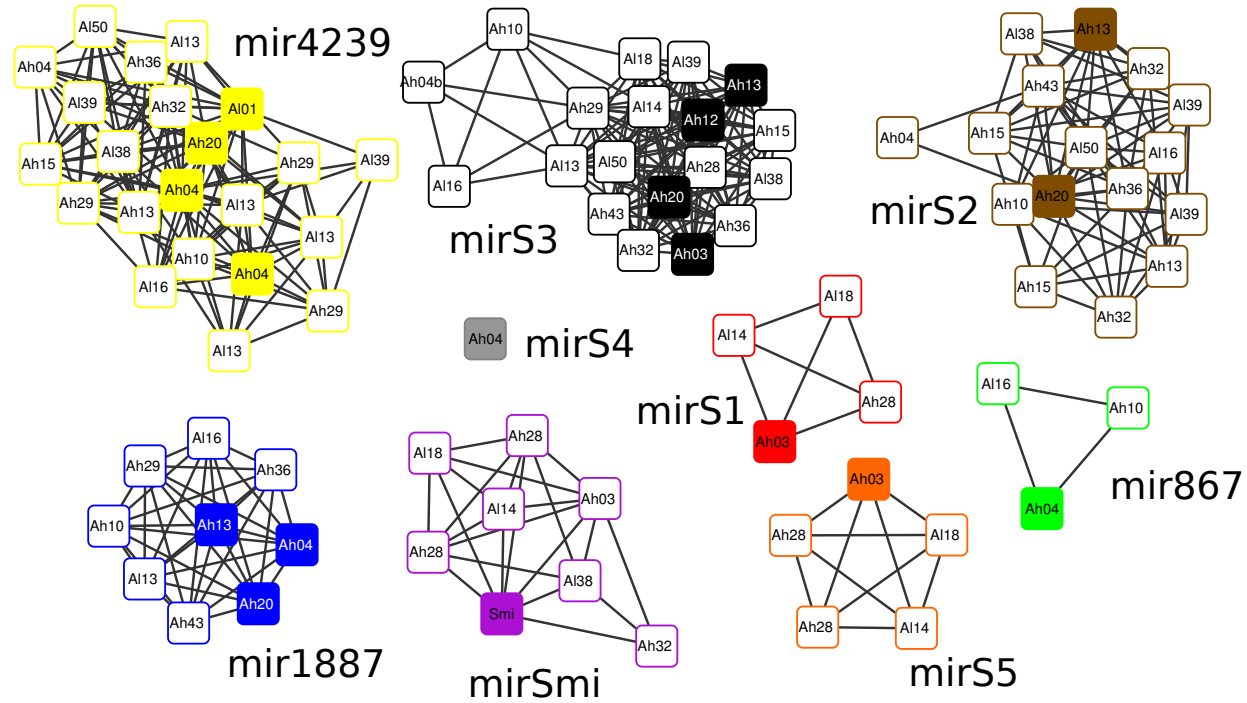 mir4239
Al50
Al13
Ah36
Ah04
Al39
Ah32
Al01
Ah20
Al38
Ah15
Ah29
Al39
Ah04
Ah29
Ah13
Al13
Al13
Ah10
Ah04
Al16
Ah29
Al13
mirS3
Ah10
Al18
Al39
Ah04b
Ah13
Ah29
Al14
Ah12
Ah15
Al50
Al13
Ah28
Al38
Al16
Ah20
Ah43
Ah36
Ah32
Ah03
mirS2
Al38
Ah13
Ah32
Ah43
Al39
Ah15
Ah04
Al50
Al16
Ah36
Ah10
Ah20
Al39
Ah13
Ah15
Ah32
mirS4
Ah04
mirS1
Al18
Al14
Ah28
Ah03
mir867
Al16
Ah10
Ah04
mir1887
Al16
Ah29
Ah36
Ah10
Ah13
Ah04
Al13
Ah20
Ah43
mirSmi
Ah28
Al18
Ah03
Al14
Ah28
Al38
Smi
Ah32
mirS5
Ah03
Ah28
Al18
Ah28
Al14